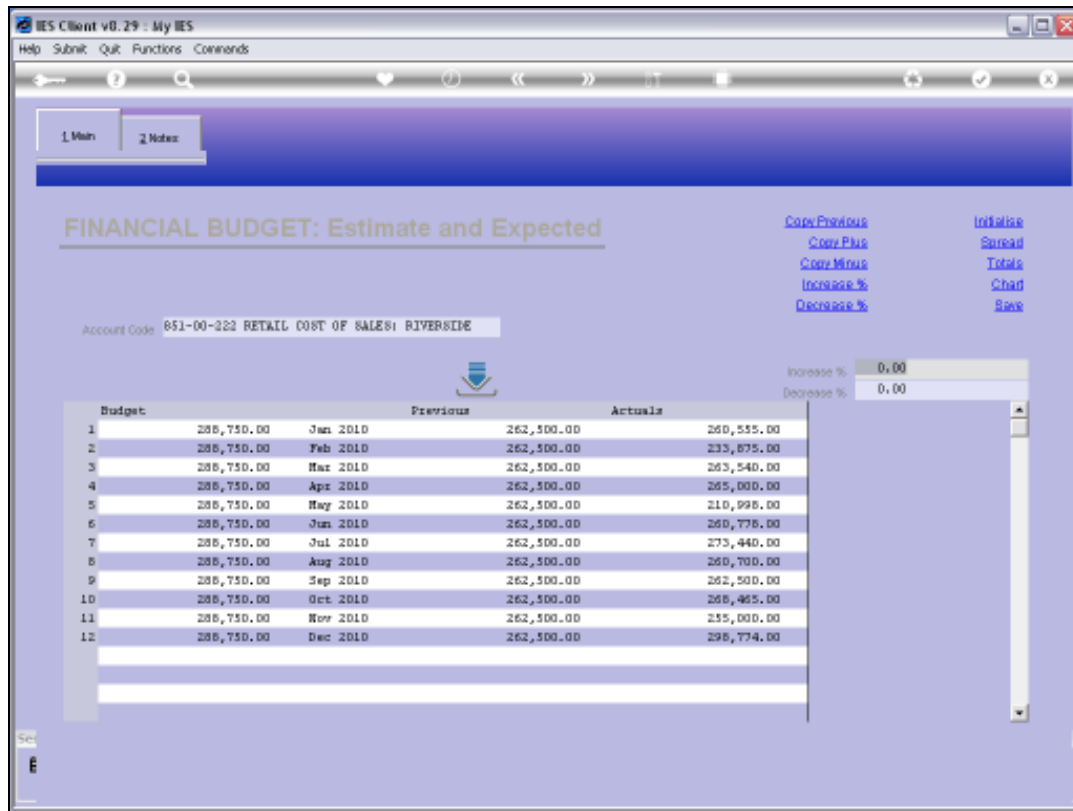 IES Client v8.29 : My IES
Help Submit Quit Functions Commands
1 Main 2 Notes
FINANCIAL BUDGET: Estimate and Expected
Copy Previous Initialise
Copy Plus Spread
Copy Minus Totals
Increase % Chart
Decrease % Save
Account Code 851-00-222 RETAIL COST OF SALES: RIVERSIDE
Increase % 0.00
Decrease % 0.00
Budget Previous Actuals
1 288,750.00 Jan 2010 262,500.00 260,555.00
2 288,750.00 Feb 2010 262,500.00 233,875.00
3 288,750.00 Mar 2010 262,500.00 263,540.00
4 288,750.00 Apr 2010 262,500.00 265,000.00
5 288,750.00 May 2010 262,500.00 210,998.00
6 288,750.00 Jun 2010 262,500.00 260,778.00
7 288,750.00 Jul 2010 262,500.00 273,440.00
8 288,750.00 Aug 2010 262,500.00 260,700.00
9 288,750.00 Sep 2010 262,500.00 262,500.00
10 288,750.00 Oct 2010 262,500.00 268,465.00
11 288,750.00 Nov 2010 262,500.00 255,000.00
12 288,750.00 Dec 2010 262,500.00 298,774.00